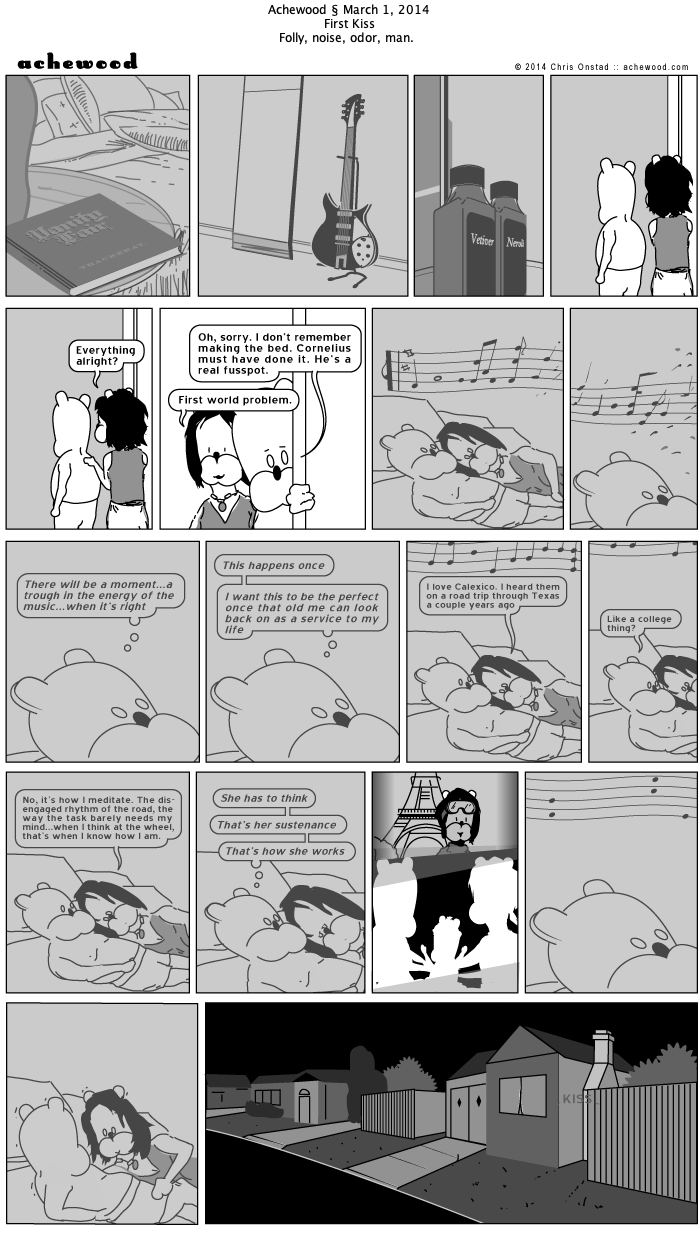 Achewood § March 1, 2014
First Kiss
Folly, noise, odor, man.
achewood
© 2014 Chris Onstad :: achewood.com
Vanity
Fair
THACKERAY
Vetiver
Neroli
Everything
alright?
Oh, sorry. I don't remember
making the bed. Cornelius
must have done it. He's a
real fusspot.
First world problem.
There will be a moment...a
trough in the energy of the
music...when it's right
This happens once
I want this to be the perfect
once that old me can look
back on as a service to my
life
I love Calexico. I heard them
on a road trip through Texas
a couple years ago
Like a college
thing?
No, it's how I meditate. The dis-
engaged rhythm of the road, the
way the task barely needs my
mind...when I think at the wheel,
that's when I know how I am.
She has to think
That's her sustenance
That's how she works
KISS